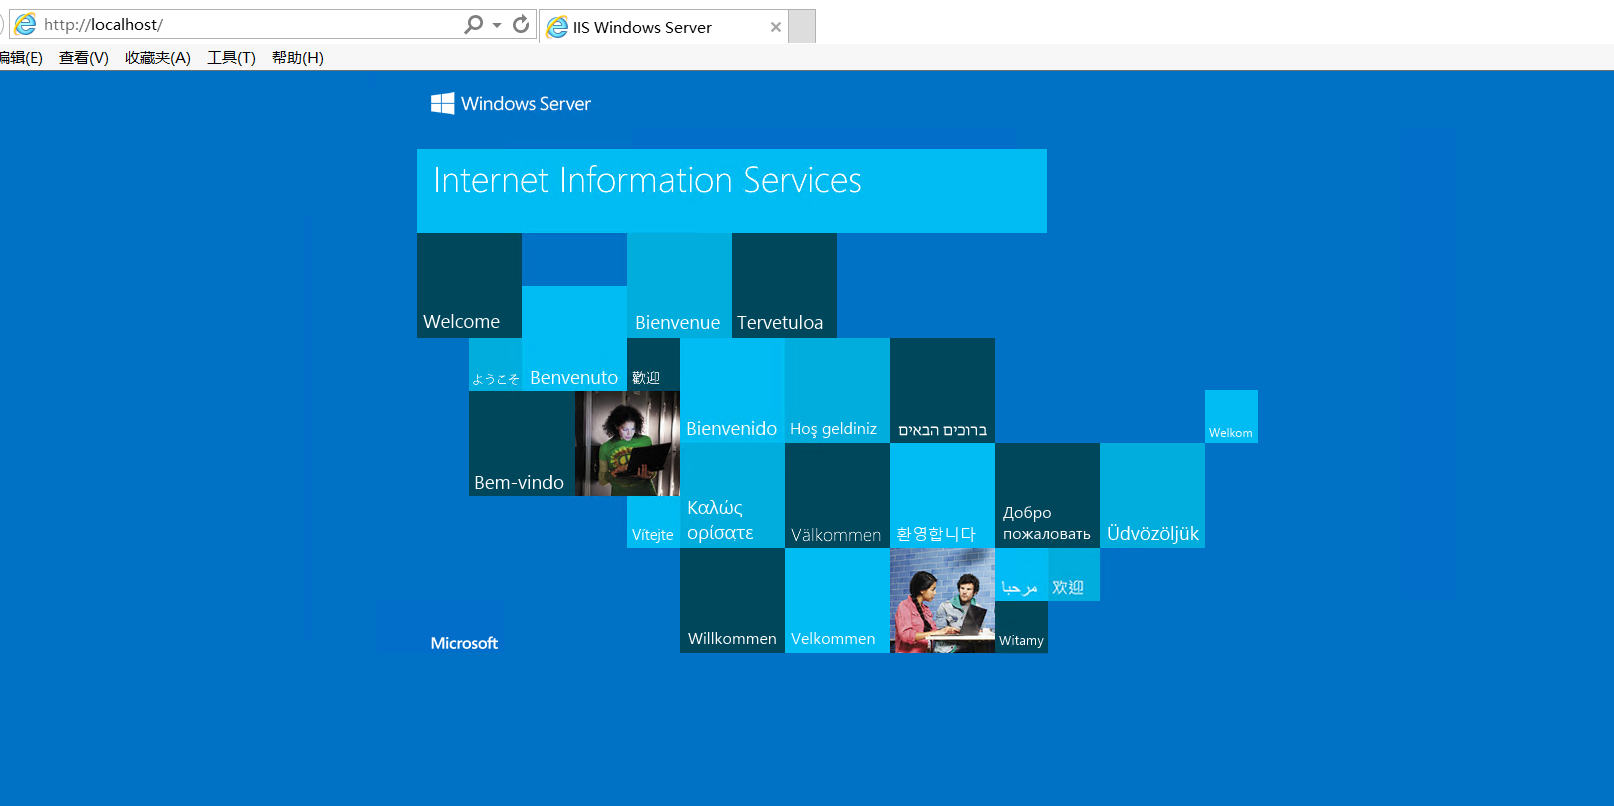 http://localhost/
IIS Windows Server
编辑(E) 查看(V) 收藏夹(A) 工具(T) 帮助(H)
Windows Server
Internet Information Services
Welcome
Bienvenue
Tervetuloa
ようこそ
Benvenuto
歡迎
Bienvenido
Hoş geldiniz
ברוכים הבאים
Welkom
Bem-vindo
Vítejte
Καλώς
ορίσατε
Välkommen
환영합니다
Добро
пожаловать
Üdvözöljük
مرحبا
欢迎
Microsoft
Willkommen
Velkommen
Witamy